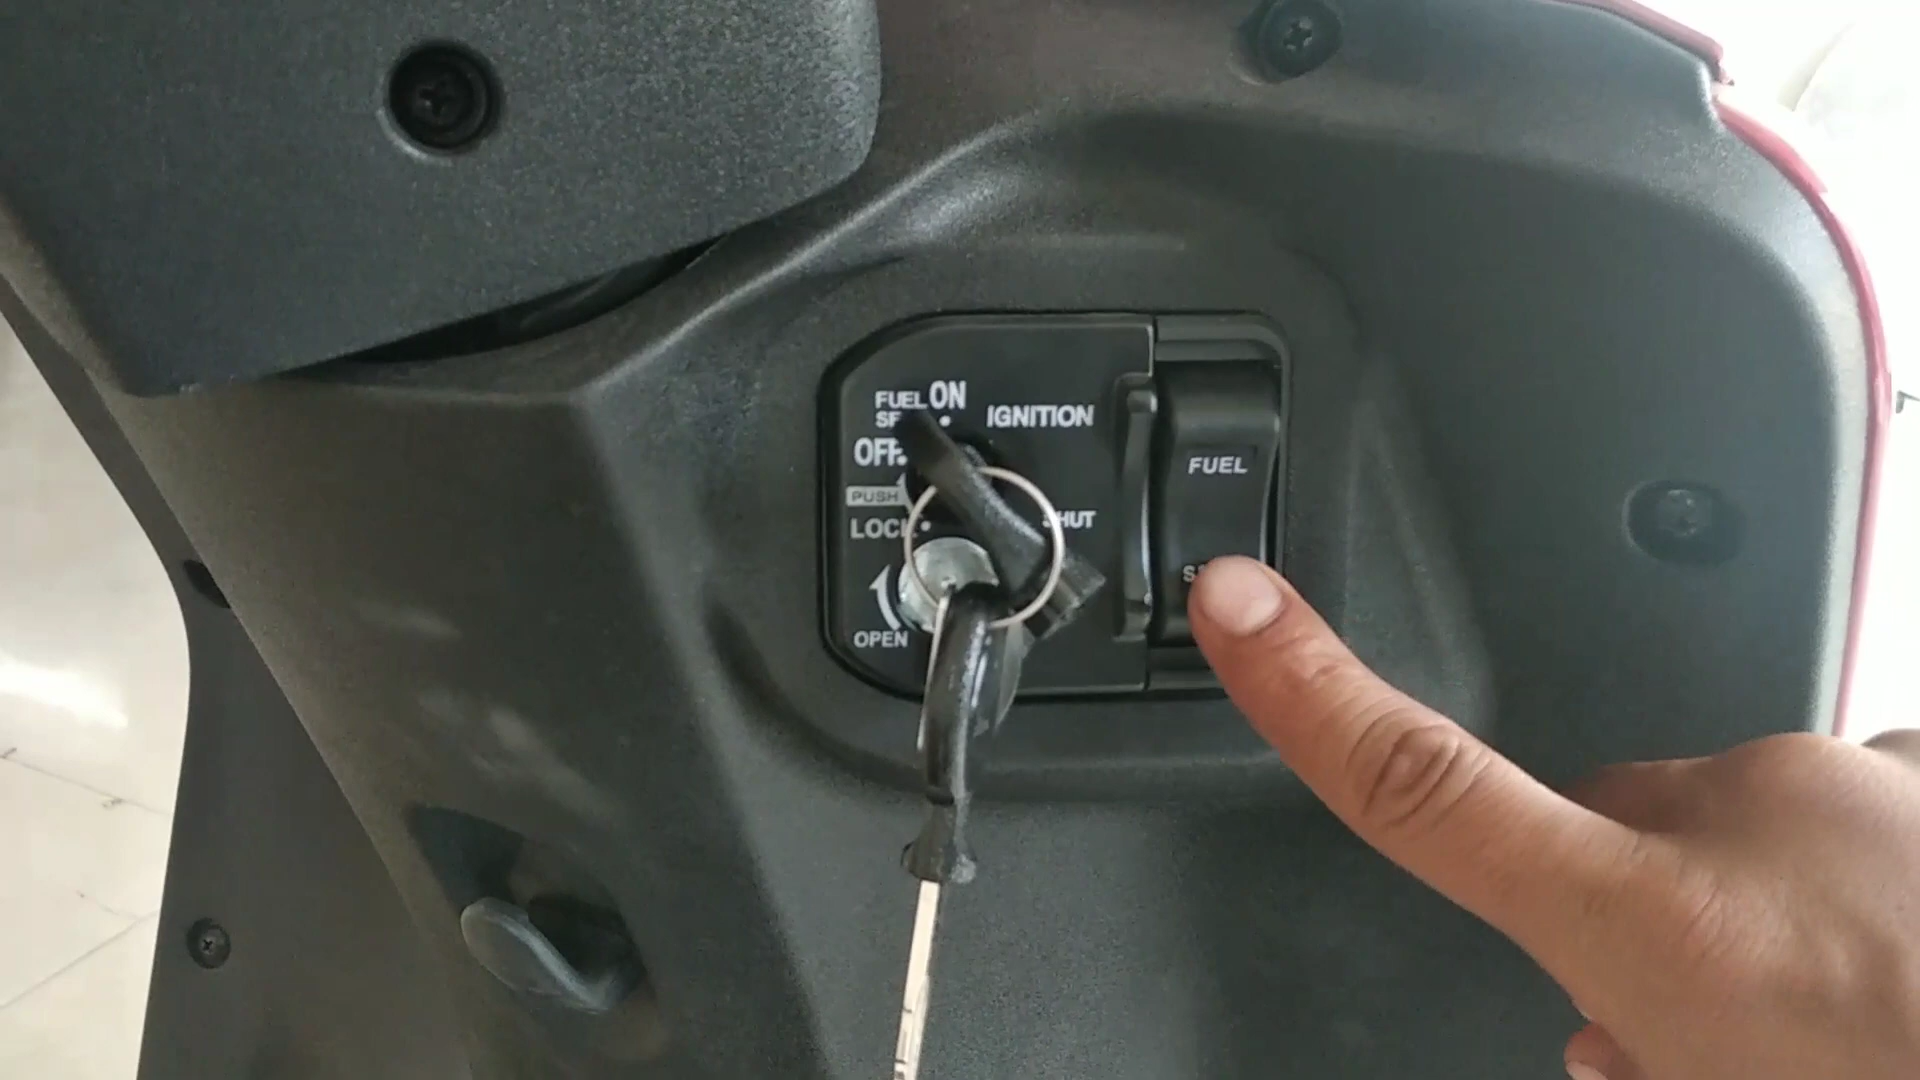 FUEL ON
IGNITION
OFF
PUSH
SHUT
LOCK
OPEN
FUEL